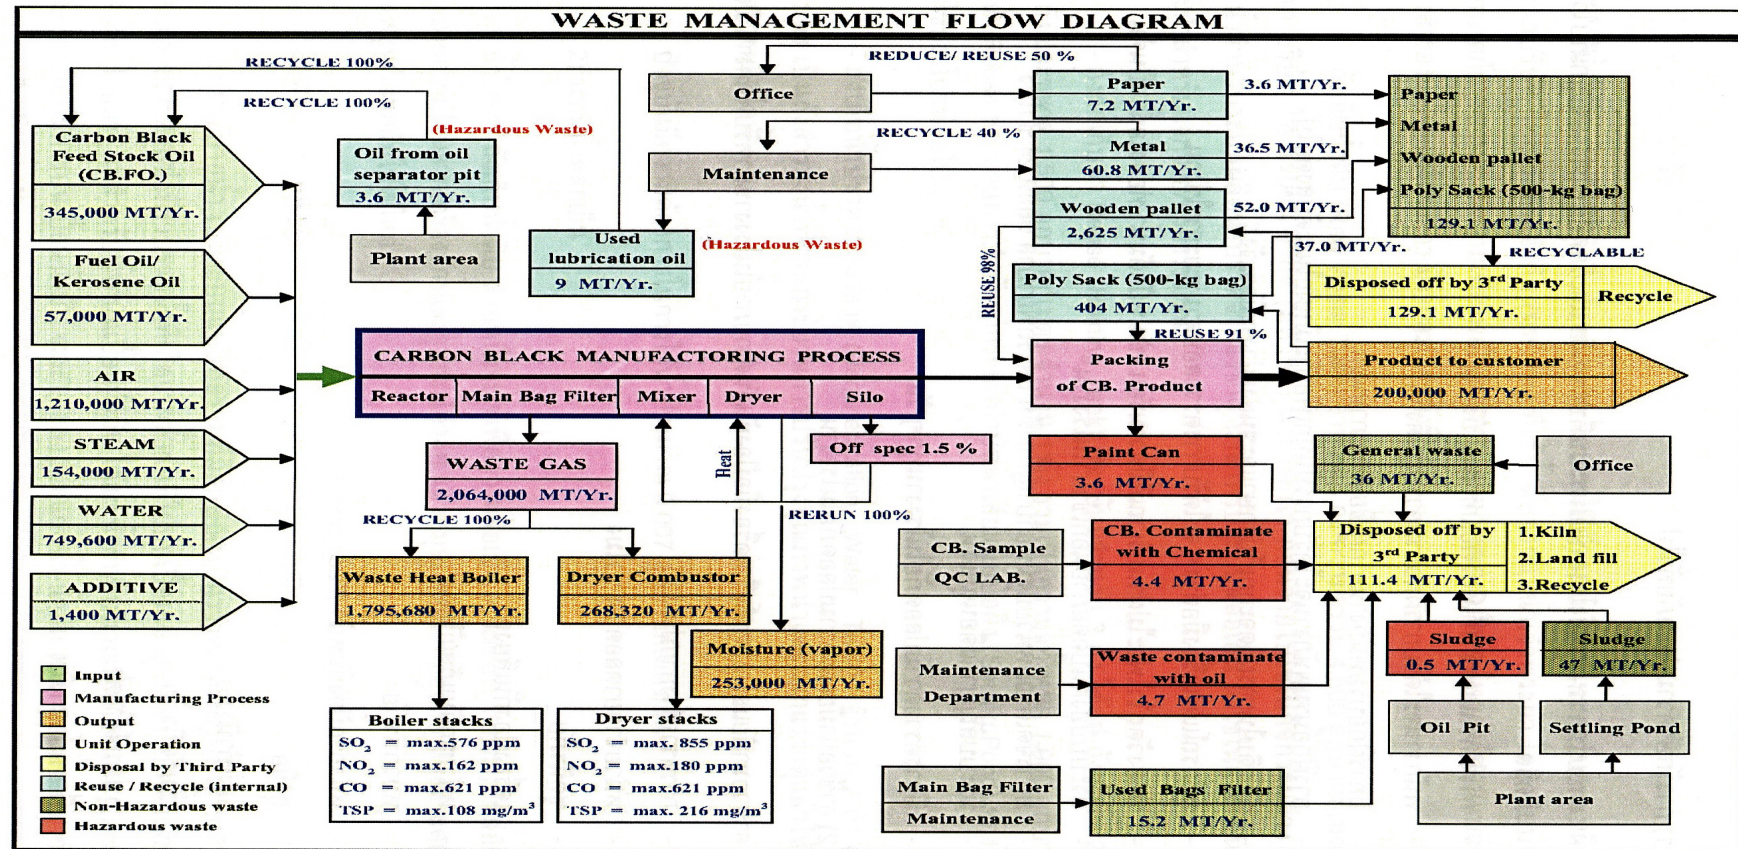 WASTE MANAGEMENT FLOW DIAGRAM
RECYCLE 100%
RECYCLE 100%
Carbon Black
Feed Stock Oil
(CB.FO.)
345,000 MT/Yr.
Fuel Oil/
Kerosene Oil
57,000 MT/Yr.
AIR
1,210,000 MT/Yr.
STEAM
154,000 MT/Yr.
WATER
749,600 MT/Yr.
ADDITIVE
1,400 MT/Yr.
(Hazardous Waste)
Oil from oil
separator pit
3.6 MT/Yr.
Plant area
Used
lubrication oil
9 MT/Yr.
(Hazardous Waste)
REDUCE/ REUSE 50 %
Office
Paper
7.2 MT/Yr.
3.6 MT/Yr.
RECYCLE 40 %
Maintenance
Metal
60.8 MT/Yr.
36.5 MT/Yr.
Wooden pallet
2,625 MT/Yr.
52.0 MT/Yr.
REUSE 98%
Poly Sack (500-kg bag)
404 MT/Yr.
37.0 MT/Yr.
REUSE 91 %
Paper
Metal
Wooden pallet
Poly Sack (500-kg bag)
129.1 MT/Yr.
RECYCLABLE
Disposed off by 3rd Party
129.1 MT/Yr.
Recycle
CARBON BLACK MANUFACTORING PROCESS
Reactor
Main Bag Filter
Mixer
Dryer
Silo
Packing
of CB. Product
Product to customer
200,000 MT/Yr.
WASTE GAS
2,064,000 MT/Yr.
Heat
Off spec 1.5 %
RECYCLE 100%
RERUN 100%
Waste Heat Boiler
1,795,680 MT/Yr.
Dryer Combustor
268,320 MT/Yr.
Moisture (vapor)
253,000 MT/Yr.
Boiler stacks
SO2 = max.576 ppm
NO2 = max.162 ppm
CO = max.621 ppm
TSP = max.108 mg/m3
Dryer stacks
SO2 = max. 855 ppm
NO2 = max.180 ppm
CO = max.621 ppm
TSP = max. 216 mg/m3
Paint Can
3.6 MT/Yr.
General waste
36 MT/Yr.
Office
CB. Sample
QC LAB.
CB. Contaminate
with Chemical
4.4 MT/Yr.
Disposed off by
3rd Party
111.4 MT/Yr.
1.Kiln
2.Land fill
3.Recycle
Maintenance
Department
Waste contaminate
with oil
4.7 MT/Yr.
Sludge
0.5 MT/Yr.
Sludge
47 MT/Yr.
Oil Pit
Settling Pond
Plant area
Main Bag Filter
Maintenance
Used Bags Filter
15.2 MT/Yr.
Input
Manufacturing Process
Output
Unit Operation
Disposal by Third Party
Reuse / Recycle (internal)
Non-Hazardous waste
Hazardous waste